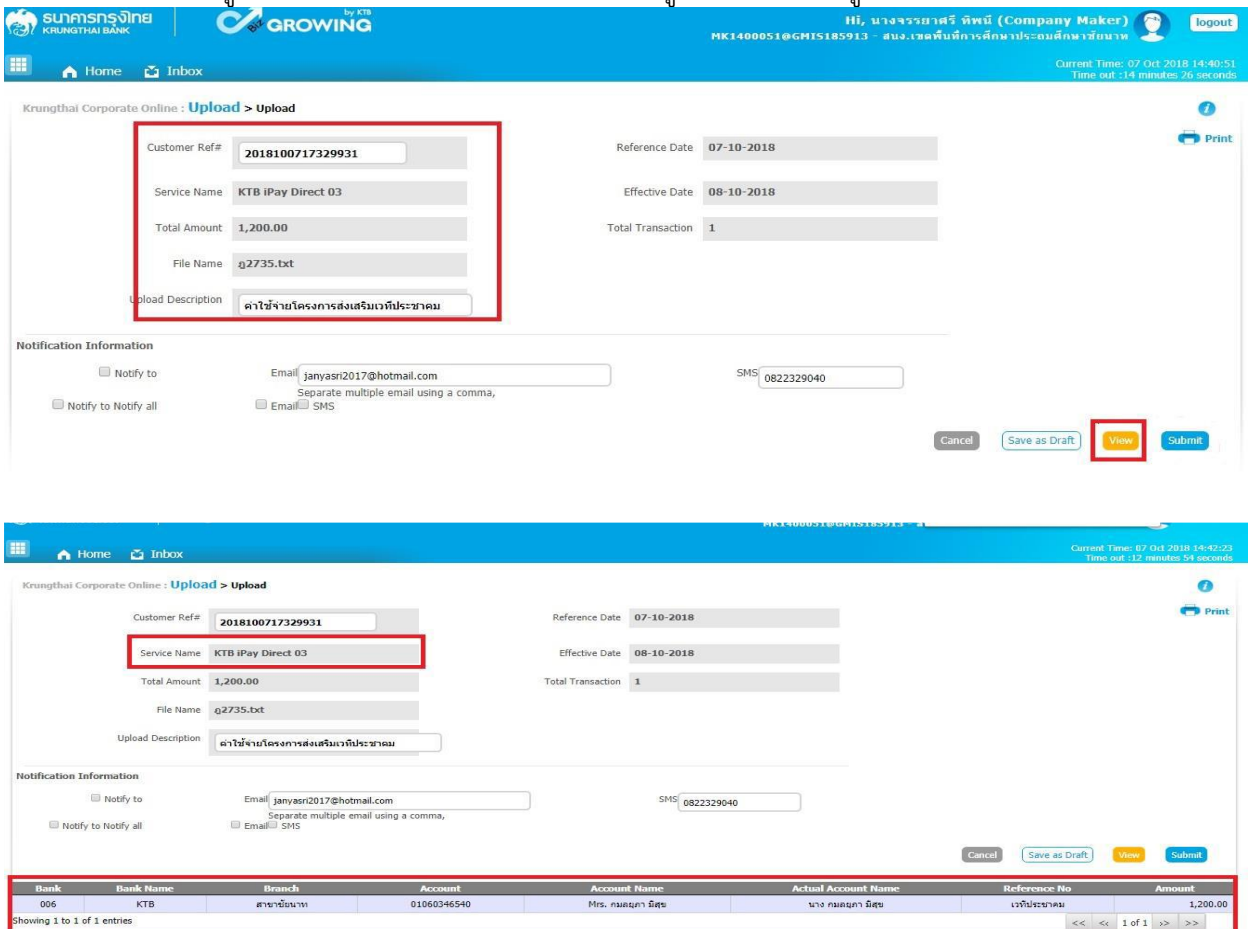 ธนาคารกรุงไทย
KRUNGTHAI BANK
Biz GROWING by KTB
Hi, นางจรรยาศรี พิพนี (Company Maker)
MK1400051@GMIS185913 - สนง.เขตพื้นที่การศึกษาประถมศึกษาชัยนาท
logout
Home Inbox
Current Time: 07 Oct 2018 14:40:51
Time out :14 minutes 26 seconds
Krungthai Corporate Online : Upload > Upload
Print
Customer Ref# 2018100717329931 Reference Date 07-10-2018
Service Name KTB iPay Direct 03 Effective Date 08-10-2018
Total Amount 1,200.00 Total Transaction 1
File Name ฎ2735.txt
Upload Description ค่าใช้จ่ายโครงการส่งเสริมเวทีประชาคม
Notification Information
Notify to Email janyasri2017@hotmail.com SMS 0822329040
Separate multiple email using a comma,
Notify to Notify all Email SMS
Cancel Save as Draft View Submit
MK1400051@GMIS185913 -
Home Inbox
Current Time: 07 Oct 2018 14:42:23
Time out :12 minutes 54 seconds
Krungthai Corporate Online : Upload > Upload
Print
Customer Ref# 2018100717329931 Reference Date 07-10-2018
Service Name KTB iPay Direct 03 Effective Date 08-10-2018
Total Amount 1,200.00 Total Transaction 1
File Name ฎ2735.txt
Upload Description ค่าใช้จ่ายโครงการส่งเสริมเวทีประชาคม
Notification Information
Notify to Email janyasri2017@hotmail.com SMS 0822329040
Separate multiple email using a comma,
Notify to Notify all Email SMS
Cancel Save as Draft View Submit
Bank Bank Name Branch Account Account Name Actual Account Name Reference No Amount
006 KTB สาขาชัยนาท 01060346540 Mrs. กมลยุภา มีสุข นาง กมลยุภา มีสุข เวทีประชาคม 1,200.00
Showing 1 to 1 of 1 entries
<< << 1 of 1 >> >>